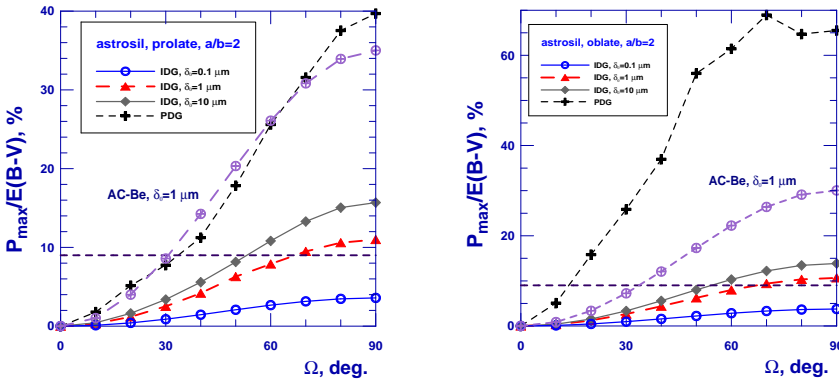 40
30
20
10
0
P_max/E(B-V), %
astrosil, prolate, a/b=2
IDG, δ₀=0.1 μm
IDG, δ₀=1 μm
IDG, δ₀=10 μm
PDG
AC-Be, δ₀=1 μm
0 30 60 90
Ω, deg.
60
40
20
0
P_max/E(B-V), %
astrosil, oblate, a/b=2
IDG, δ₀=0.1 μm
IDG, δ₀=1 μm
IDG, δ₀=10 μm
PDG
AC-Be, δ₀=1 μm
0 30 60 90
Ω, deg.